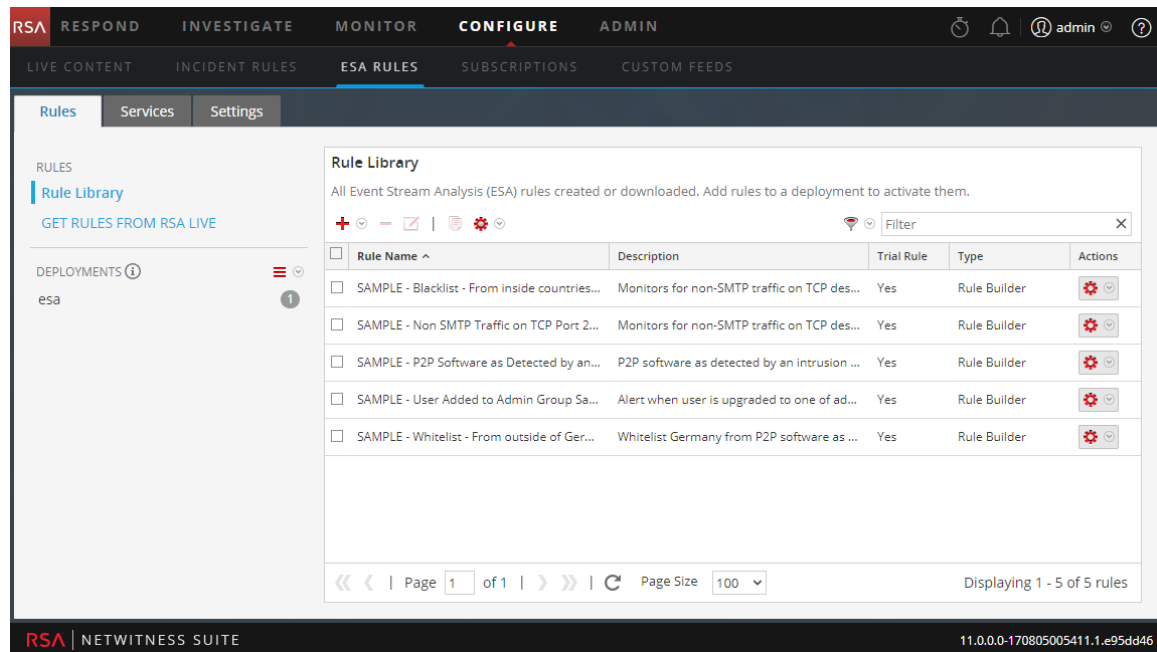 RSA RESPOND INVESTIGATE MONITOR CONFIGURE ADMIN admin ?
LIVE CONTENT INCIDENT RULES ESA RULES SUBSCRIPTIONS CUSTOM FEEDS
Rules Services Settings
RULES
Rule Library
GET RULES FROM RSA LIVE
DEPLOYMENTS i
esa 1
Rule Library
All Event Stream Analysis (ESA) rules created or downloaded. Add rules to a deployment to activate them.
Filter X
Rule Name Description Trial Rule Type Actions
SAMPLE - Blacklist - From inside countries... Monitors for non-SMTP traffic on TCP des... Yes Rule Builder
SAMPLE - Non SMTP Traffic on TCP Port 2... Monitors for non-SMTP traffic on TCP des... Yes Rule Builder
SAMPLE - P2P Software as Detected by an... P2P software as detected by an intrusion ... Yes Rule Builder
SAMPLE - User Added to Admin Group Sa... Alert when user is upgraded to one of ad... Yes Rule Builder
SAMPLE - Whitelist - From outside of Ger... Whitelist Germany from P2P software as ... Yes Rule Builder
Page 1 of 1 Page Size 100 Displaying 1 - 5 of 5 rules
RSA NETWITNESS SUITE 11.0.0.0-170805005411.1.e95dd46